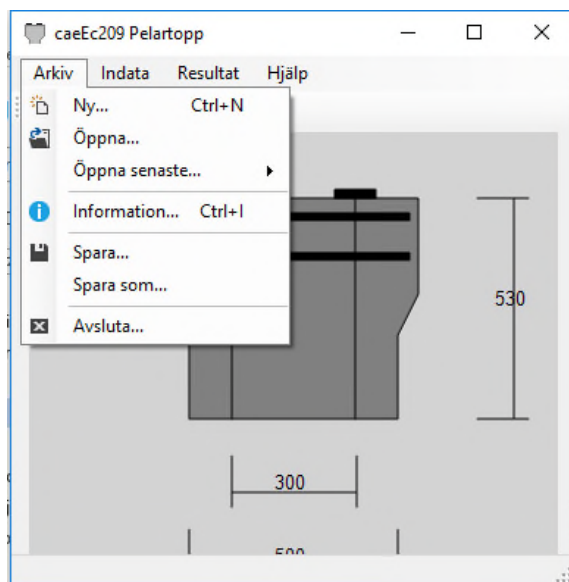 caeEc209 Pelartopp
Arkiv Indata Resultat Hjälp
Ny... Ctrl+N
Öppna...
Öppna senaste...
Information... Ctrl+I
Spara...
Spara som...
Avsluta...
530
300